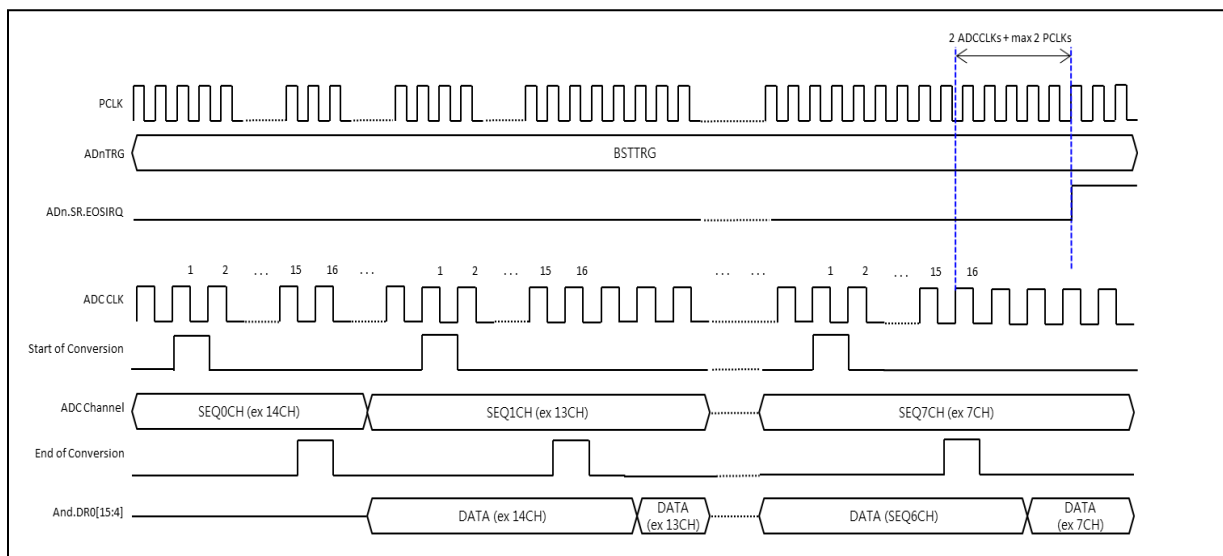 2 ADCCLKs + max 2 PCLKs
PCLK
ADnTRG
BSTTRG
ADn.SR.EOSIRQ
1 2 ... 15 16 ... 1 2 ... 15 16 ... ... 1 2 ... 15 16
ADC CLK
Start of Conversion
ADC Channel
SEQ0CH (ex 14CH)
SEQ1CH (ex 13CH)
SEQ7CH (ex 7CH)
End of Conversion
And.DR0[15:4]
DATA (ex 14CH)
DATA
(ex 13CH)
DATA (SEQ6CH)
DATA
(ex 7CH)